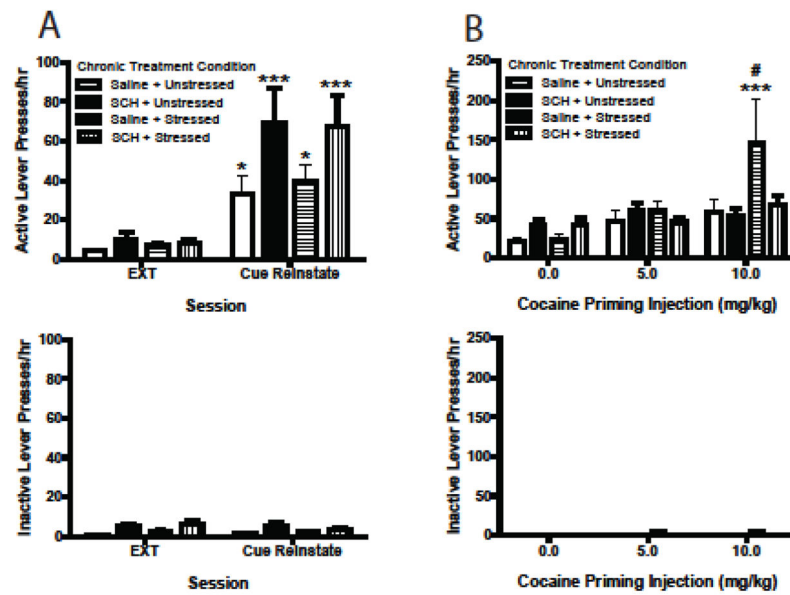 A
Chronic Treatment Condition
Saline + Unstressed
SCH + Unstressed
Saline + Stressed
SCH + Stressed
Active Lever Presses/hr
100
80
60
40
20
0
*
***
*
***
EXT
Cue Reinstate
Session
B
Chronic Treatment Condition
Saline + Unstressed
SCH + Unstressed
Saline + Stressed
SCH + Stressed
Active Lever Presses/hr
250
200
150
100
50
0
#
***
0.0
5.0
10.0
Cocaine Priming Injection (mg/kg)
Inactive Lever Presses/hr
100
80
60
40
20
0
EXT
Cue Reinstate
Session
Inactive Lever Presses/hr
250
200
150
100
50
0
0.0
5.0
10.0
Cocaine Priming Injection (mg/kg)